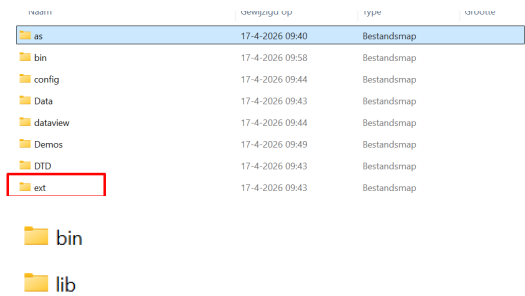 Naam Gewijzigd op Type Grootte
as 17-4-2026 09:40 Bestandsmap
bin 17-4-2026 09:58 Bestandsmap
config 17-4-2026 09:44 Bestandsmap
Data 17-4-2026 09:43 Bestandsmap
dataview 17-4-2026 09:44 Bestandsmap
Demos 17-4-2026 09:49 Bestandsmap
DTD 17-4-2026 09:43 Bestandsmap
ext 17-4-2026 09:43 Bestandsmap
bin
lib